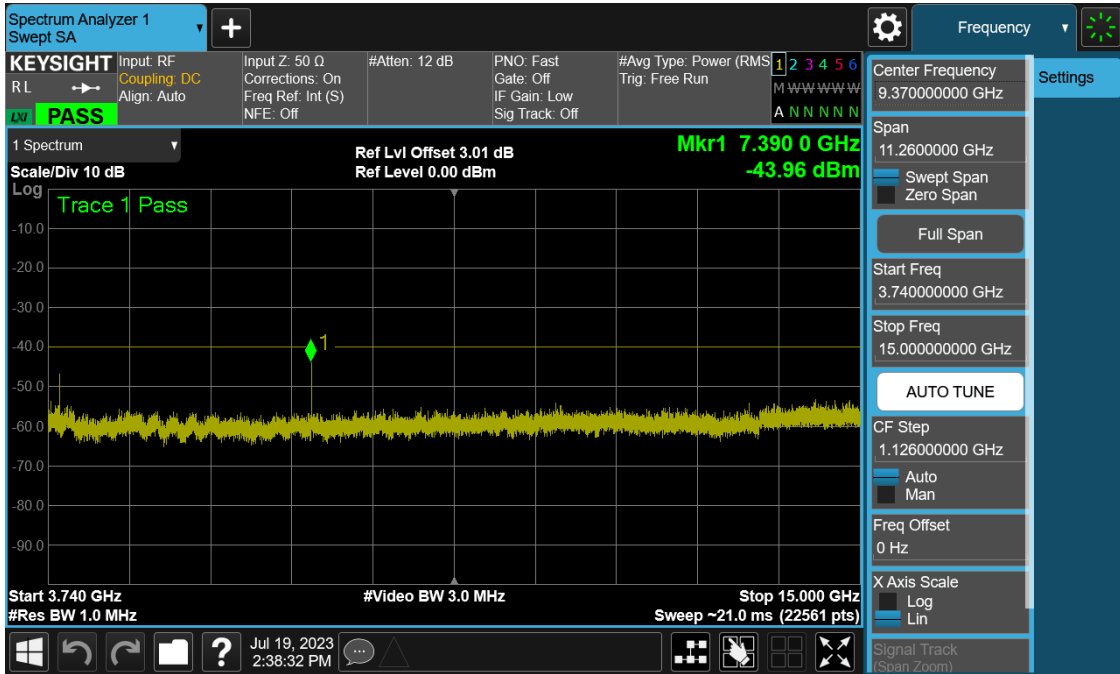 Spectrum Analyzer 1
Swept SA
+
Frequency
KEYSIGHT
RL
LXI PASS
Input: RF
Coupling: DC
Align: Auto
Input Z: 50 Ω
Corrections: On
Freq Ref: Int (S)
NFE: Off
#Atten: 12 dB
PNO: Fast
Gate: Off
IF Gain: Low
Sig Track: Off
#Avg Type: Power (RMS
Trig: Free Run
1 2 3 4 5 6
M W W W W W
A N N N N N
1 Spectrum
Scale/Div 10 dB
Ref Lvl Offset 3.01 dB
Ref Level 0.00 dBm
Mkr1 7.390 0 GHz
-43.96 dBm
Log
Trace 1 Pass
-10.0
-20.0
-30.0
-40.0
1
-50.0
-60.0
-70.0
-80.0
-90.0
Start 3.740 GHz
#Video BW 3.0 MHz
Stop 15.000 GHz
#Res BW 1.0 MHz
Sweep ~21.0 ms (22561 pts)
?
Jul 19, 2023
2:38:32 PM
Center Frequency
9.370000000 GHz
Settings
Span
11.2600000 GHz
Swept Span
Zero Span
Full Span
Start Freq
3.740000000 GHz
Stop Freq
15.000000000 GHz
AUTO TUNE
CF Step
1.126000000 GHz
Auto
Man
Freq Offset
0 Hz
X Axis Scale
Log
Lin
Signal Track
(Span Zoom)